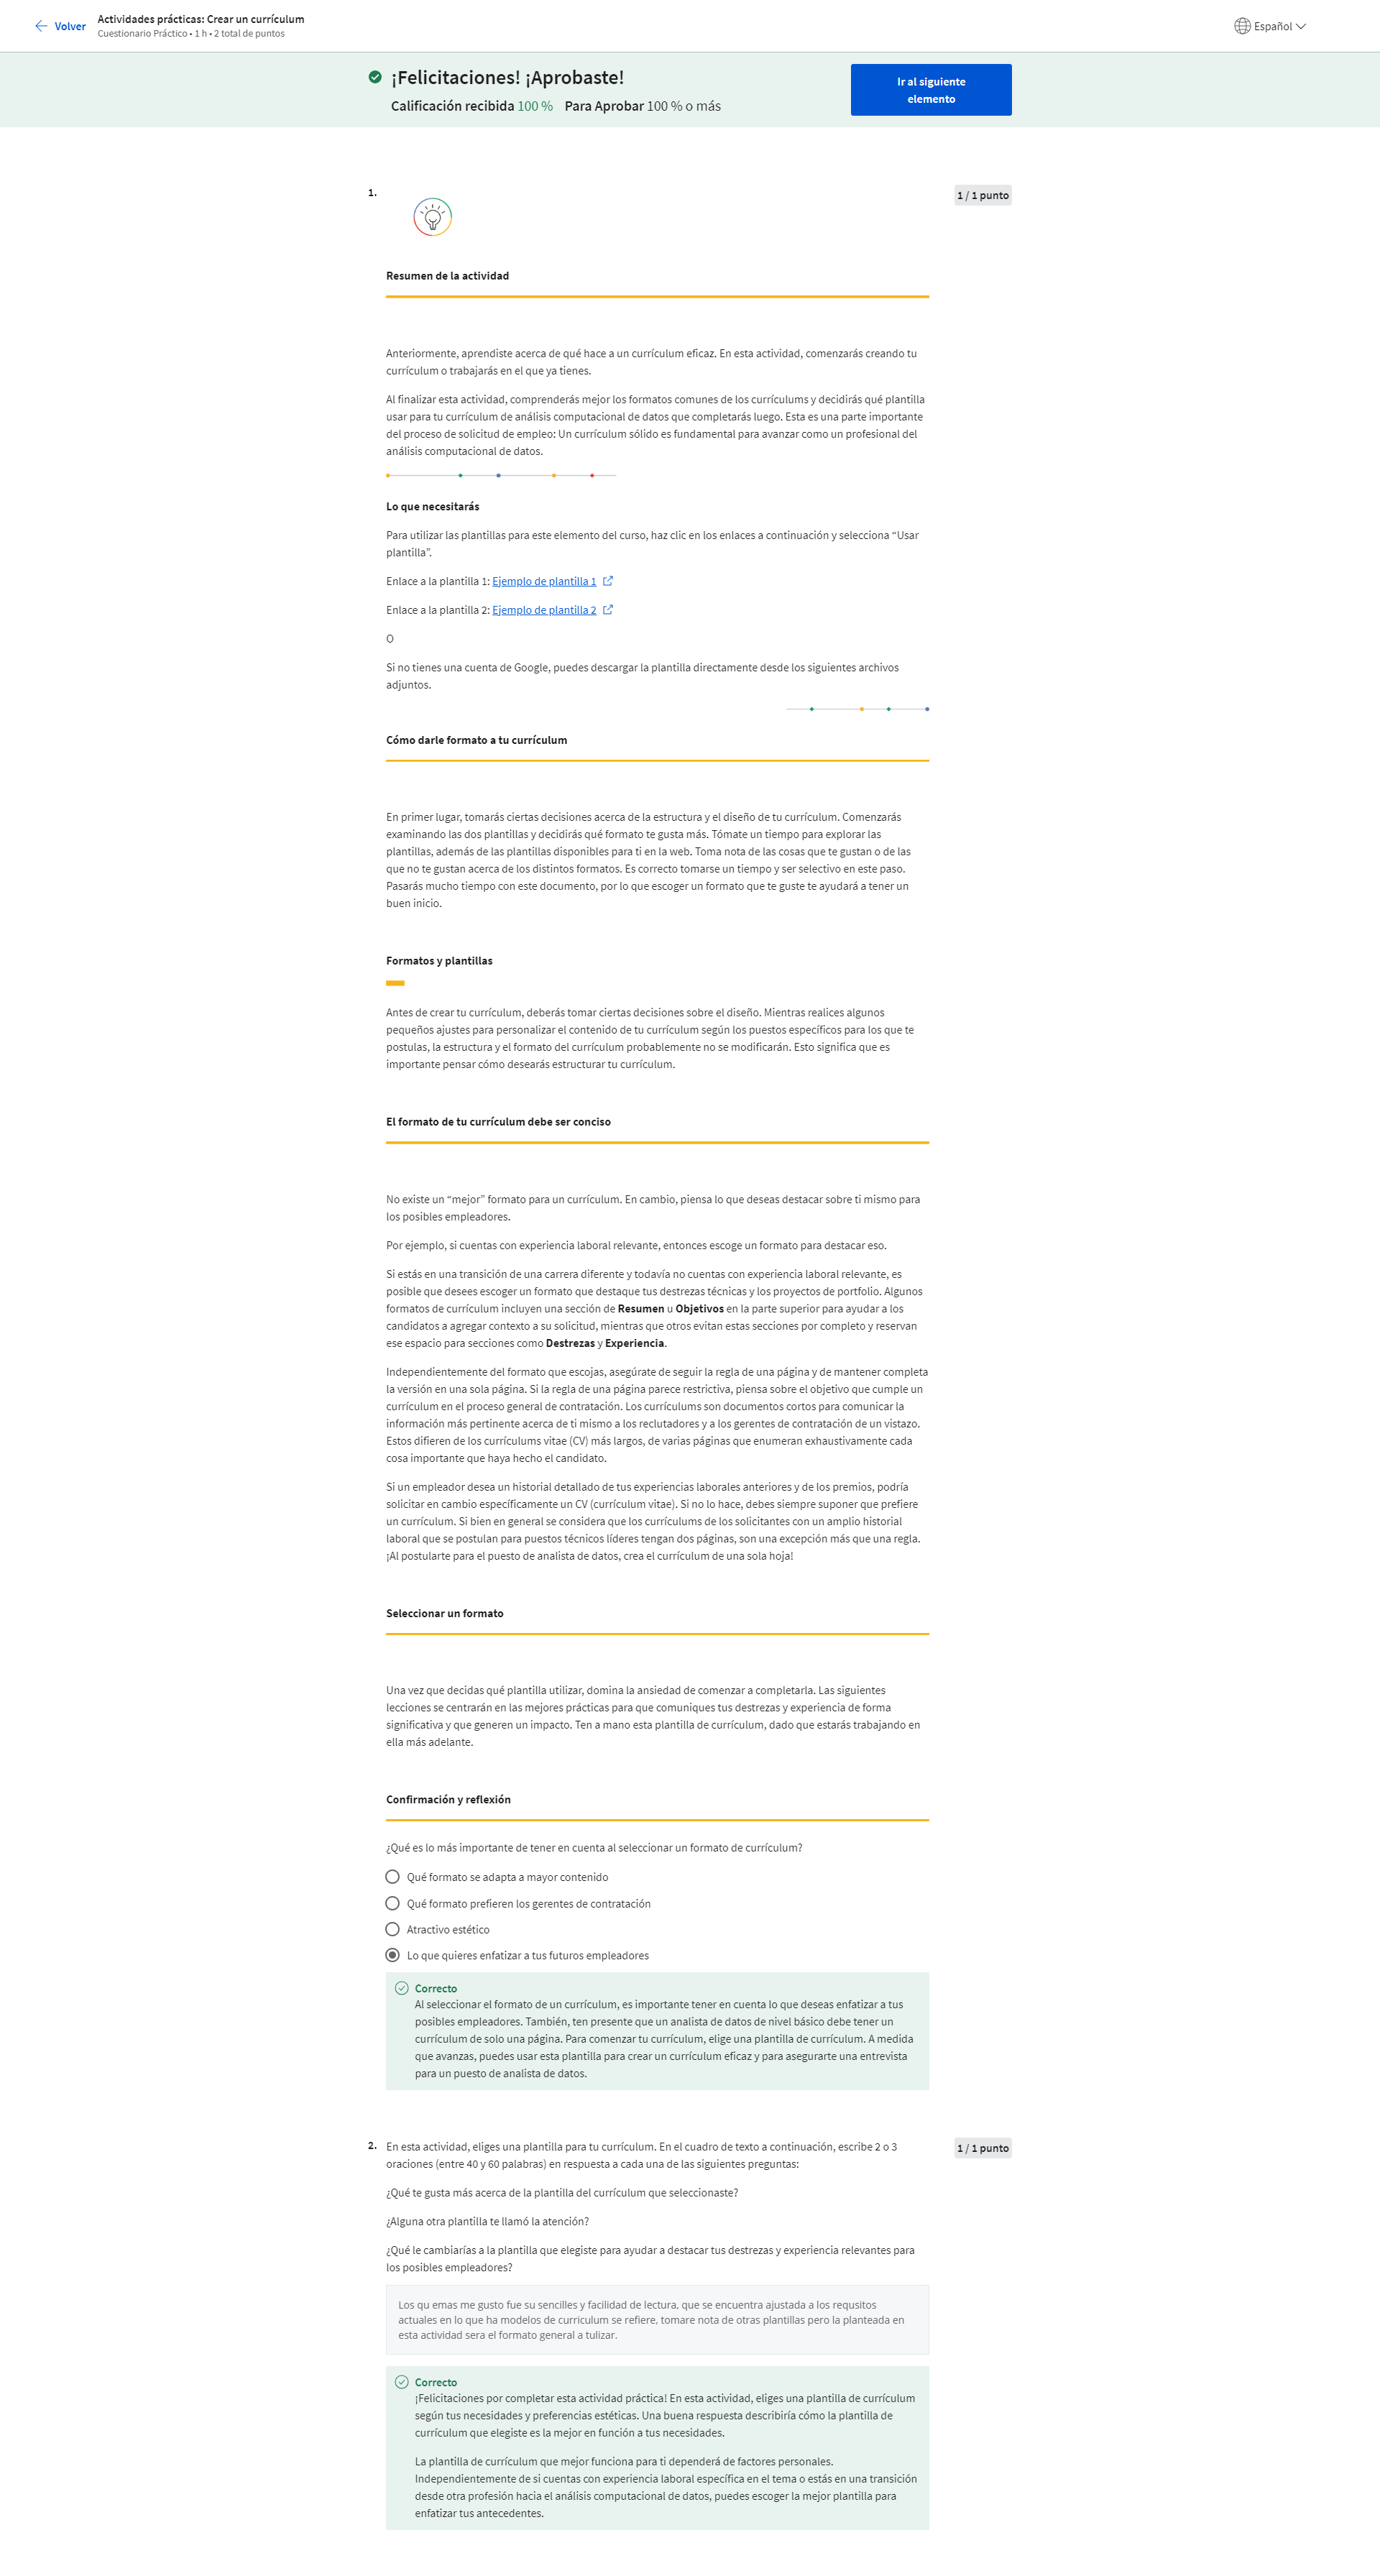 Volver
Actividades prácticas: Crear un currículum
Cuestionario Práctico • 1 h • 2 total de puntos
Español
¡Felicitaciones! ¡Aprobaste!
Calificación recibida 100 % Para Aprobar 100 % o más
Ir al siguiente
elemento
1.
1 / 1 punto
Resumen de la actividad
Anteriormente, aprendiste acerca de qué hace a un currículum eficaz. En esta actividad, comenzarás creando tu
currículum o trabajarás en el que ya tienes.
Al finalizar esta actividad, comprenderás mejor los formatos comunes de los currículums y decidirás qué plantilla
usar para tu currículum de análisis computacional de datos que completarás luego. Esta es una parte importante
del proceso de solicitud de empleo: Un currículum sólido es fundamental para avanzar como un profesional del
análisis computacional de datos.
Lo que necesitarás
Para utilizar las plantillas para este elemento del curso, haz clic en los enlaces a continuación y selecciona “Usar
plantilla”.
Enlace a la plantilla 1: Ejemplo de plantilla 1
Enlace a la plantilla 2: Ejemplo de plantilla 2
O
Si no tienes una cuenta de Google, puedes descargar la plantilla directamente desde los siguientes archivos
adjuntos.
Cómo darle formato a tu currículum
En primer lugar, tomarás ciertas decisiones acerca de la estructura y el diseño de tu currículum. Comenzarás
examinando las dos plantillas y decidirás qué formato te gusta más. Tómate un tiempo para explorar las
plantillas, además de las plantillas disponibles para ti en la web. Toma nota de las cosas que te gustan o de las
que no te gustan acerca de los distintos formatos. Es correcto tomarse un tiempo y ser selectivo en este paso.
Pasarás mucho tiempo con este documento, por lo que escoger un formato que te guste te ayudará a tener un
buen inicio.
Formatos y plantillas
Antes de crear tu currículum, deberás tomar ciertas decisiones sobre el diseño. Mientras realices algunos
pequeños ajustes para personalizar el contenido de tu currículum según los puestos específicos para los que te
postulas, la estructura y el formato del currículum probablemente no se modificarán. Esto significa que es
importante pensar cómo desearás estructurar tu currículum.
El formato de tu currículum debe ser conciso
No existe un “mejor” formato para un currículum. En cambio, piensa lo que deseas destacar sobre ti mismo para
los posibles empleadores.
Por ejemplo, si cuentas con experiencia laboral relevante, entonces escoge un formato para destacar eso.
Si estás en una transición de una carrera diferente y todavía no cuentas con experiencia laboral relevante, es
posible que desees escoger un formato que destaque tus destrezas técnicas y los proyectos de portfolio. Algunos
formatos de currículum incluyen una sección de Resumen u Objetivos en la parte superior para ayudar a los
candidatos a agregar contexto a su solicitud, mientras que otros evitan estas secciones por completo y reservan
ese espacio para secciones como Destrezas y Experiencia.
Independientemente del formato que escojas, asegúrate de seguir la regla de una página y de mantener completa
la versión en una sola página. Si la regla de una página parece restrictiva, piensa sobre el objetivo que cumple un
currículum en el proceso general de contratación. Los currículums son documentos cortos para comunicar la
información más pertinente acerca de ti mismo a los reclutadores y a los gerentes de contratación de un vistazo.
Estos difieren de los currículums vitae (CV) más largos, de varias páginas que enumeran exhaustivamente cada
cosa importante que haya hecho el candidato.
Si un empleador desea un historial detallado de tus experiencias laborales anteriores y de los premios, podría
solicitar en cambio específicamente un CV (currículum vitae). Si no lo hace, debes siempre suponer que prefiere
un currículum. Si bien en general se considera que los currículums de los solicitantes con un amplio historial
laboral que se postulan para puestos técnicos líderes tengan dos páginas, son una excepción más que una regla.
¡Al postularte para el puesto de analista de datos, crea el currículum de una sola hoja!
Seleccionar un formato
Una vez que decidas qué plantilla utilizar, domina la ansiedad de comenzar a completarla. Las siguientes
lecciones se centrarán en las mejores prácticas para que comuniques tus destrezas y experiencia de forma
significativa y que generen un impacto. Ten a mano esta plantilla de currículum, dado que estarás trabajando en
ella más adelante.
Confirmación y reflexión
¿Qué es lo más importante de tener en cuenta al seleccionar un formato de currículum?
Qué formato se adapta a mayor contenido
Qué formato prefieren los gerentes de contratación
Atractivo estético
Lo que quieres enfatizar a tus futuros empleadores
Correcto
Al seleccionar el formato de un currículum, es importante tener en cuenta lo que deseas enfatizar a tus
posibles empleadores. También, ten presente que un analista de datos de nivel básico debe tener un
currículum de solo una página. Para comenzar tu currículum, elige una plantilla de currículum. A medida
que avanzas, puedes usar esta plantilla para crear un currículum eficaz y para asegurarte una entrevista
para un puesto de analista de datos.
2.
En esta actividad, eliges una plantilla para tu currículum. En el cuadro de texto a continuación, escribe 2 o 3
oraciones (entre 40 y 60 palabras) en respuesta a cada una de las siguientes preguntas:
1 / 1 punto
¿Qué te gusta más acerca de la plantilla del currículum que seleccionaste?
¿Alguna otra plantilla te llamó la atención?
¿Qué le cambiarías a la plantilla que elegiste para ayudar a destacar tus destrezas y experiencia relevantes para
los posibles empleadores?
Los qu emas me gusto fue su sencilles y facilidad de lectura, que se encuentra ajustada a los requsitos
actuales en lo que ha modelos de curriculum se refiere, tomare nota de otras plantillas pero la planteada en
esta actividad sera el formato general a tulizar.
Correcto
¡Felicitaciones por completar esta actividad práctica! En esta actividad, eliges una plantilla de currículum
según tus necesidades y preferencias estéticas. Una buena respuesta describiría cómo la plantilla de
currículum que elegiste es la mejor en función a tus necesidades.
La plantilla de currículum que mejor funciona para ti dependerá de factores personales.
Independientemente de si cuentas con experiencia laboral específica en el tema o estás en una transición
desde otra profesión hacia el análisis computacional de datos, puedes escoger la mejor plantilla para
enfatizar tus antecedentes.